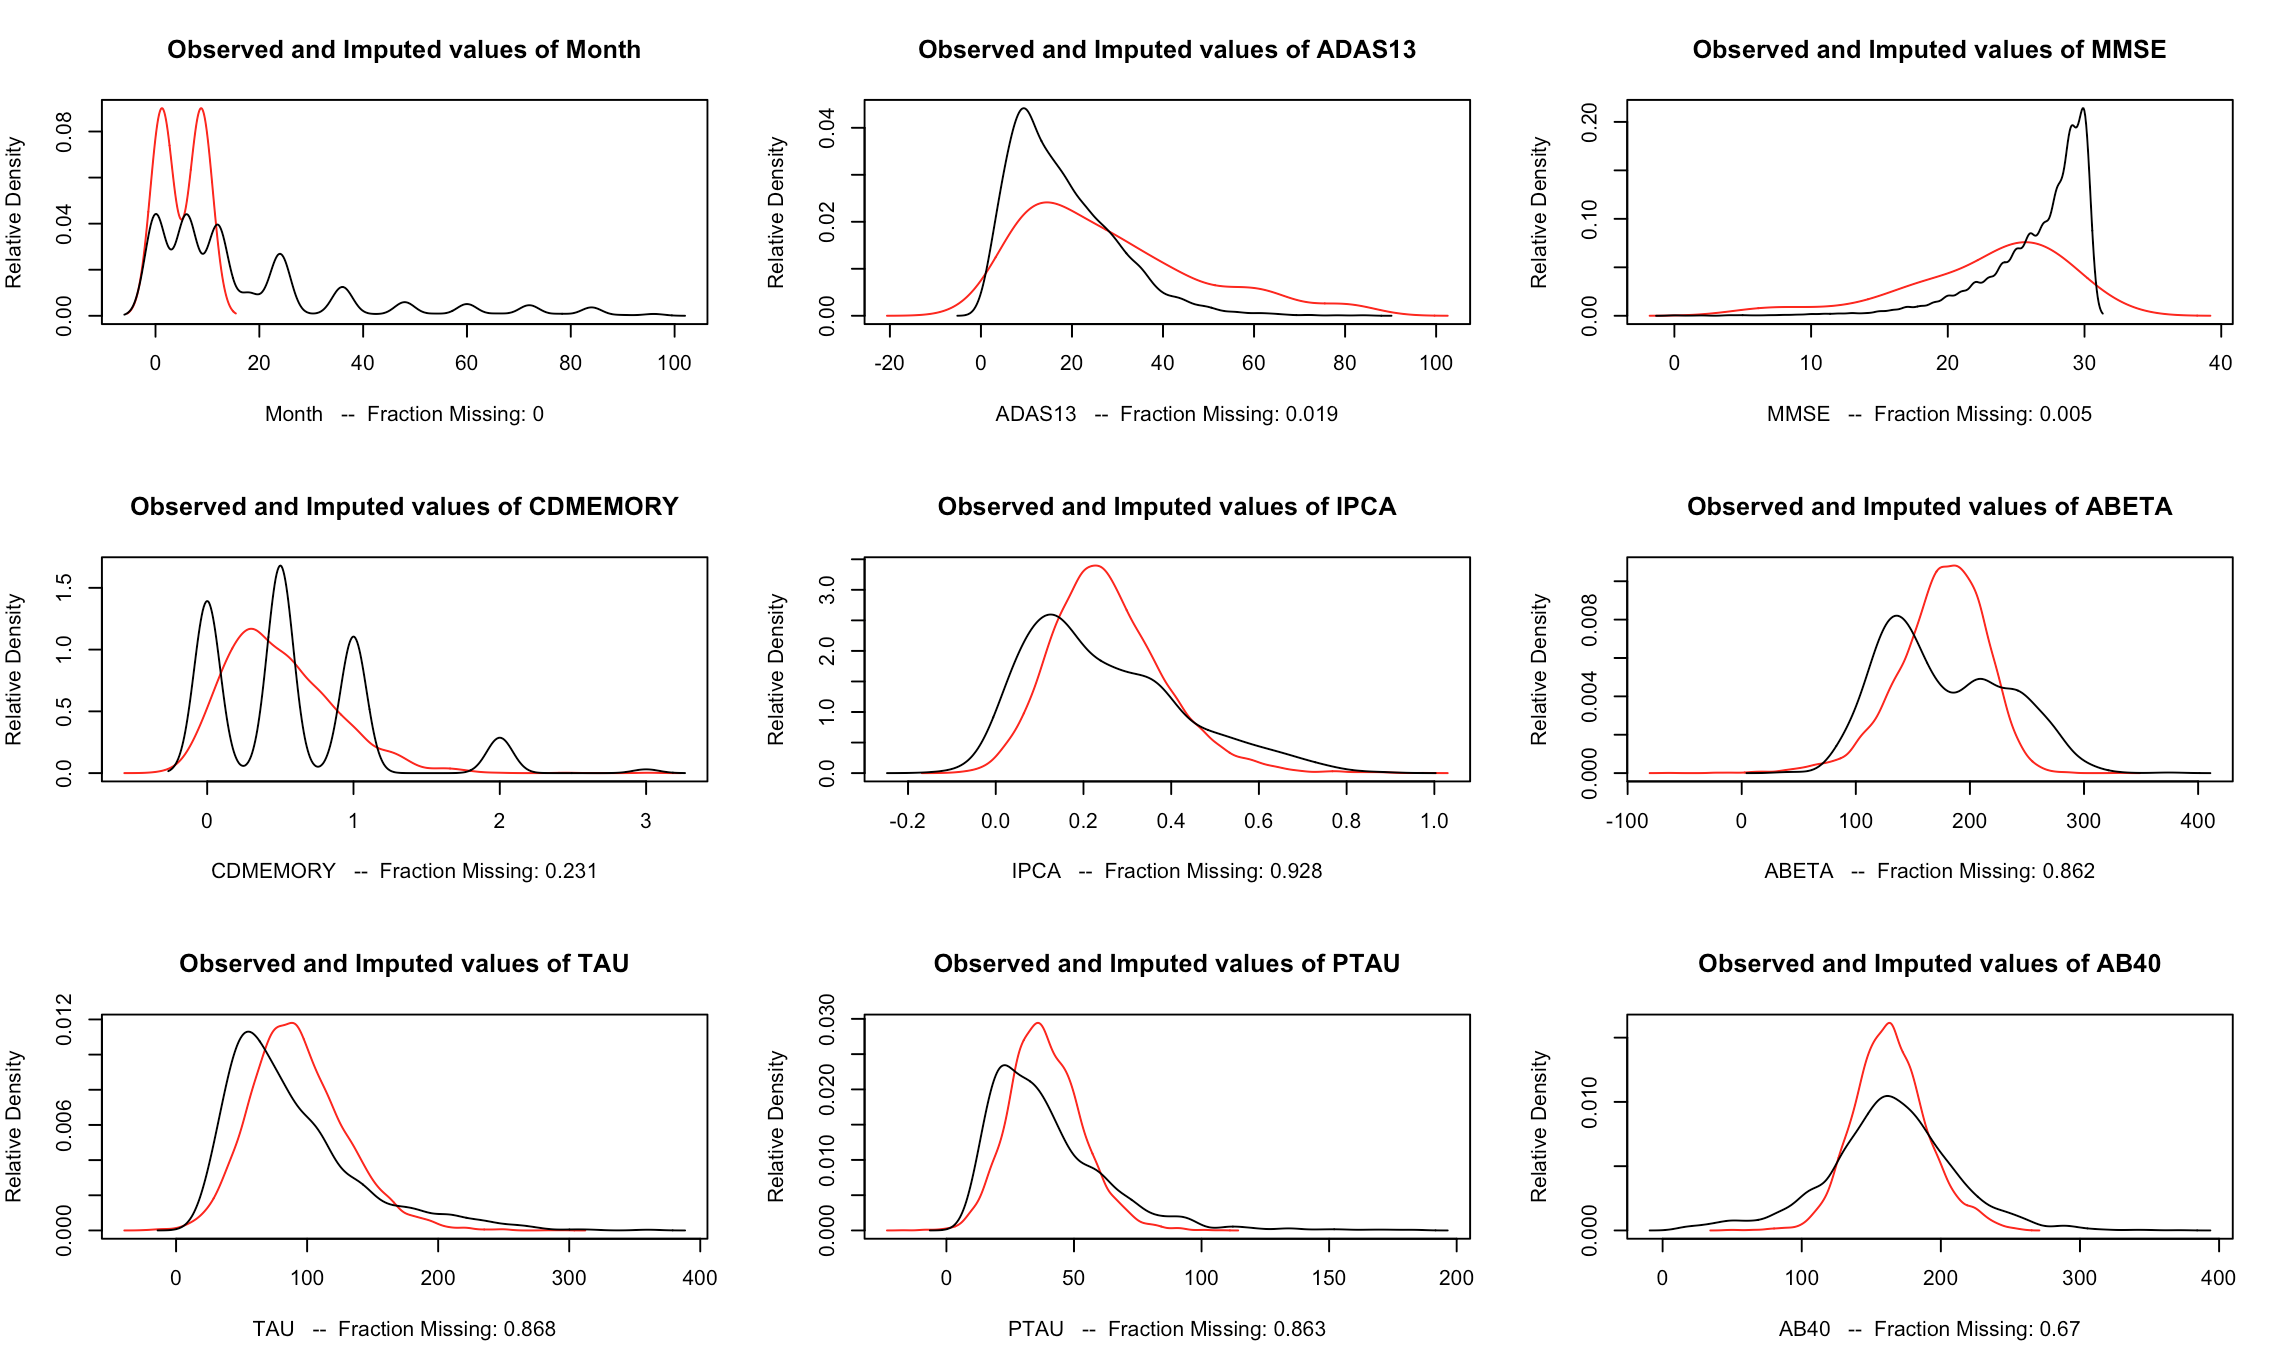 Observed and Imputed values of Month
Observed and Imputed values of ADAS13
Observed and Imputed values of MMSE
Relative Density
0.00 0.04 0.08
0 20 40 60 80 100
Month -- Fraction Missing: 0
Relative Density
0.00 0.02 0.04
-20 0 20 40 60 80 100
ADAS13 -- Fraction Missing: 0.019
Relative Density
0.00 0.10 0.20
0 10 20 30 40
MMSE -- Fraction Missing: 0.005
Observed and Imputed values of CDMEMORY
Observed and Imputed values of IPCA
Observed and Imputed values of ABETA
Relative Density
0.0 0.5 1.0 1.5
0 1 2 3
CDMEMORY -- Fraction Missing: 0.231
Relative Density
0.0 1.0 2.0 3.0
-0.2 0.0 0.2 0.4 0.6 0.8 1.0
IPCA -- Fraction Missing: 0.928
Relative Density
0.000 0.004 0.008
-100 0 100 200 300 400
ABETA -- Fraction Missing: 0.862
Observed and Imputed values of TAU
Observed and Imputed values of PTAU
Observed and Imputed values of AB40
Relative Density
0.000 0.006 0.012
0 100 200 300 400
TAU -- Fraction Missing: 0.868
Relative Density
0.000 0.010 0.020 0.030
0 50 100 150 200
PTAU -- Fraction Missing: 0.863
Relative Density
0.000 0.010
0 100 200 300 400
AB40 -- Fraction Missing: 0.67